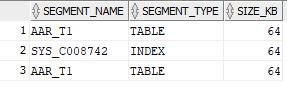 SEGMENT_NAME SEGMENT_TYPE SIZE_KB
1 AAR_T1 TABLE 64
2 SYS_C008742 INDEX 64
3 AAR_T1 TABLE 64